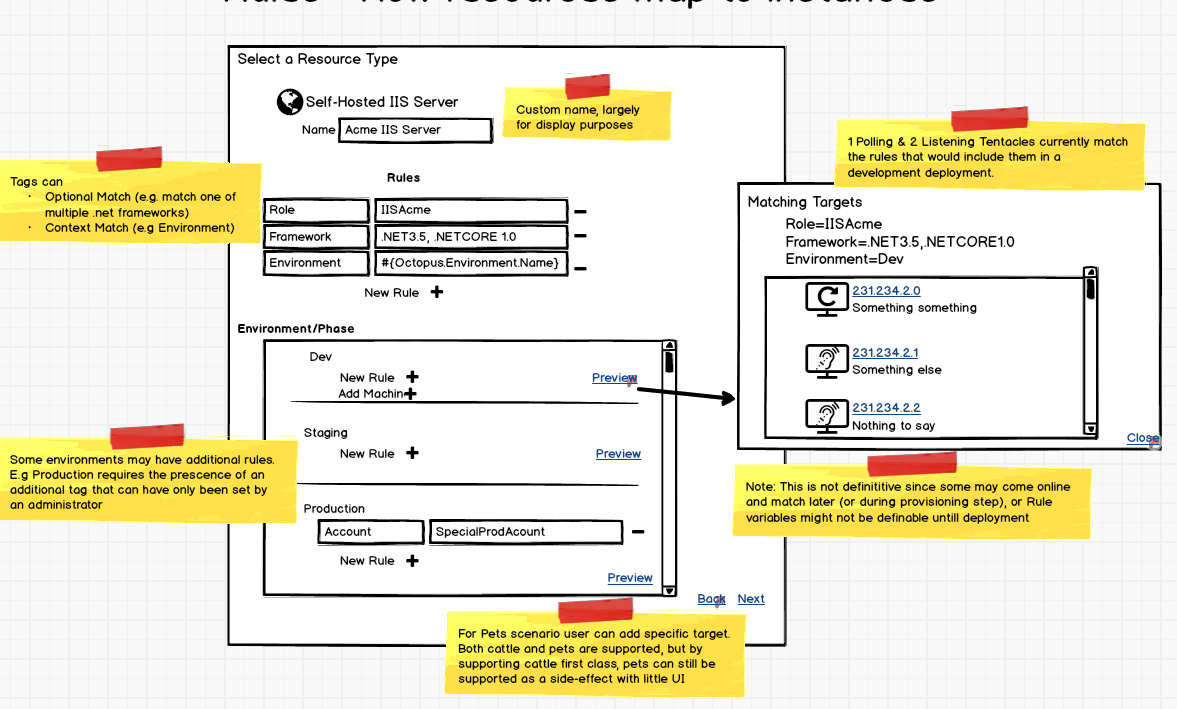 resources map to instances
Select a Resource Type
Self-Hosted IIS Server
Name
Acme IIS Server
Custom name, largely
for display purposes
Tags can
· Optional Match (e.g. match one of
multiple .net frameworks)
· Context Match (e.g Environment)
Rules
Role
IISAcme
Framework
.NET3.5, .NETCORE 1.0
Environment
#{Octopus.Environment.Name}
New Rule
Environment/Phase
Dev
New Rule
Preview
Add Machin
Staging
New Rule
Preview
Production
Account
SpecialProdAcount
New Rule
Preview
Back
Next
Some environments may have additional rules.
E.g Production requires the prescence of an
additional tag that can have only been set by
an administrator
For Pets scenario user can add specific target.
Both cattle and pets are supported, but by
supporting cattle first class, pets can still be
supported as a side-effect with little UI
1 Polling & 2 Listening Tentacles currently match
the rules that would include them in a
development deployment.
Matching Targets
Role=IISAcme
Framework=.NET3.5,.NETCORE1.0
Environment=Dev
231.234.2.0
Something something
231.234.2.1
Something else
231.234.2.2
Nothing to say
Close
Note: This is not definititive since some may come online
and match later (or during provisioning step), or Rule
variables might not be definable untill deployment